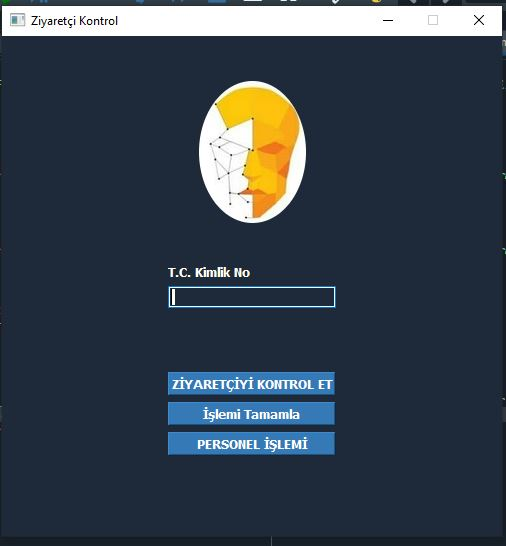 Ziyaretçi Kontrol
T.C. Kimlik No
ZİYARETÇİYİ KONTROL ET
İşlemi Tamamla
PERSONEL İŞLEMİ